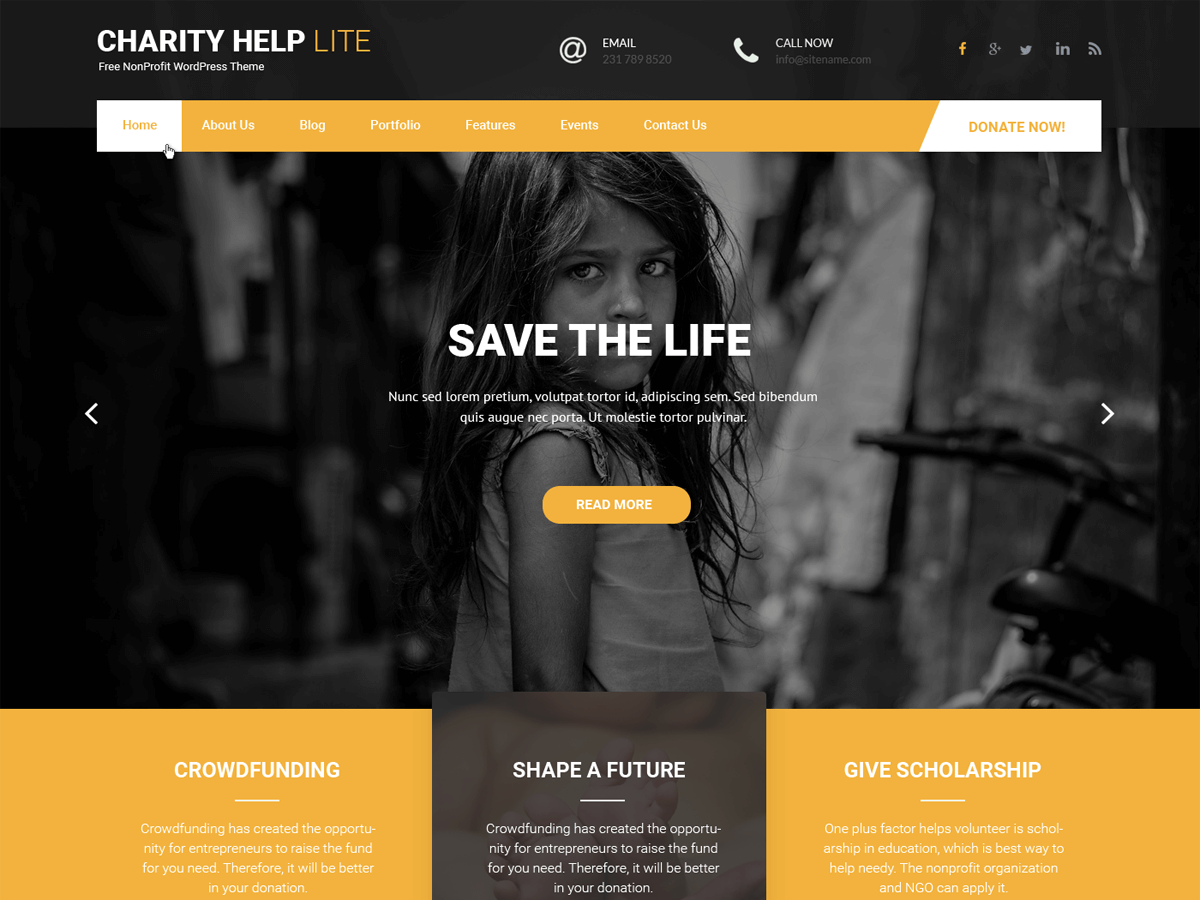 CHARITY HELP LITE
Free NonProfit WordPress Theme
EMAIL
231 789 8520
CALL NOW
info@sitename.com
Home About Us Blog Portfolio Features Events Contact Us
DONATE NOW!
SAVE THE LIFE
Nunc sed lorem pretium, volutpat tortor id, adipiscing sem. Sed bibendum
quis augue nec porta. Ut molestie tortor pulvinar.
READ MORE
CROWDFUNDING
Crowdfunding has created the opportu-
nity for entrepreneurs to raise the fund
for you need. Therefore, it will be better
in your donation.
SHAPE A FUTURE
Crowdfunding has created the opportu-
nity for entrepreneurs to raise the fund
for you need. Therefore, it will be better
in your donation.
GIVE SCHOLARSHIP
One plus factor helps volunteer is schol-
arship in education, which is best way to
help needy. The nonprofit organization
and NGO can apply it.